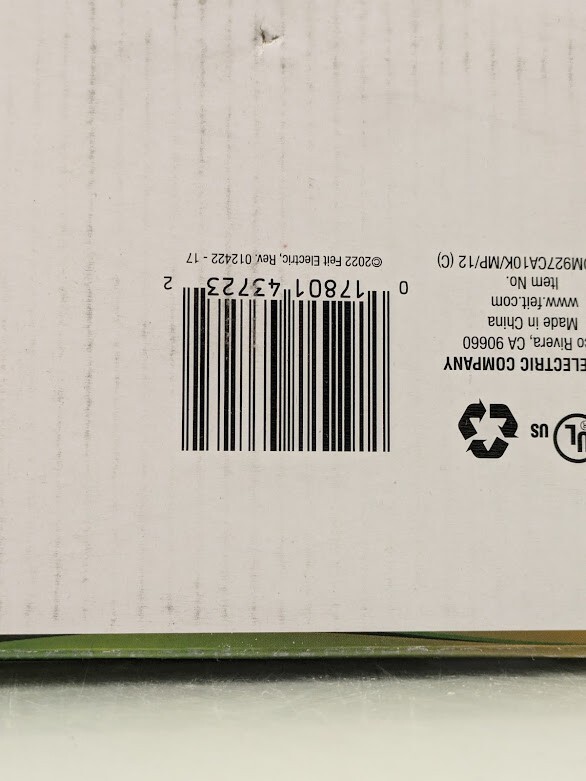 UL US
ELECTRIC COMPANY
Rivera, CA 90660
Made in China
www.feit.com
Item No.
OM927CA10K/MP/12 (C)
0 17801 43723 2
©2022 Feit Electric, Rev. 012422 - 17